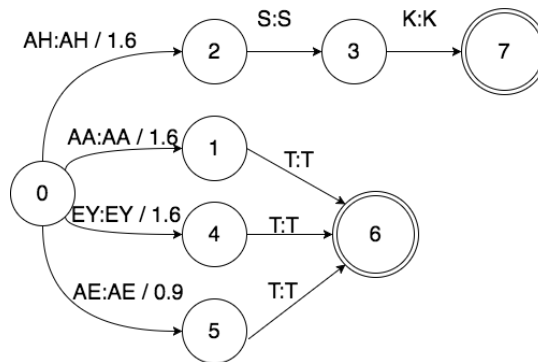 AH:AH / 1.6
2
S:S
3
K:K
7
0
AA:AA / 1.6
1
T:T
EY:EY / 1.6
4
T:T
6
AE:AE / 0.9
5
T:T